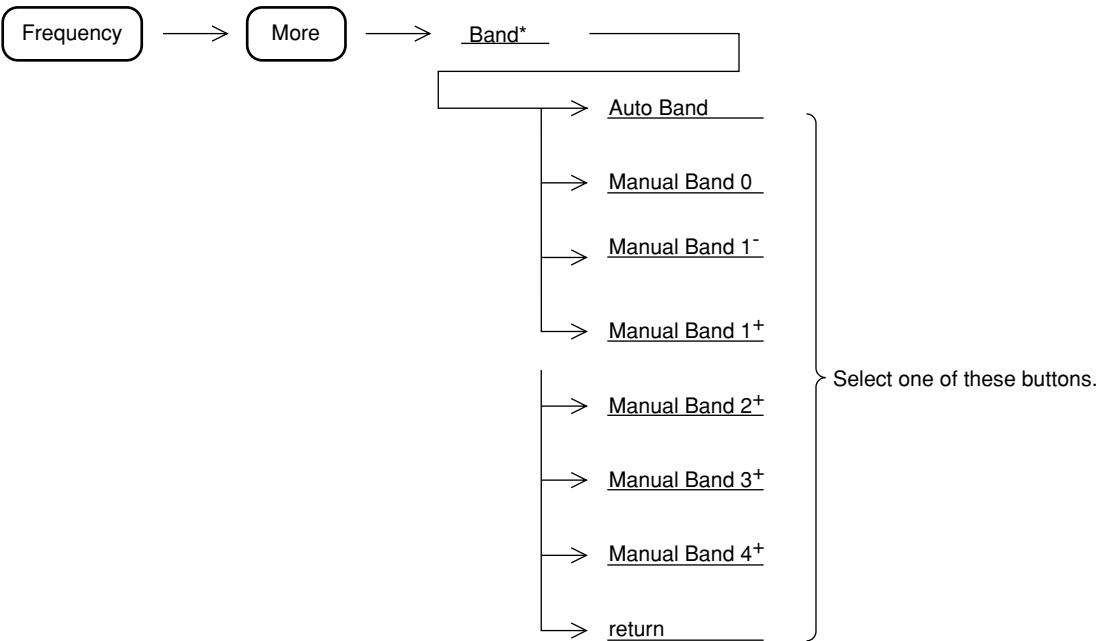 Frequency More Band*
Auto Band
Manual Band 0
Manual Band 1⁻
Manual Band 1⁺
Select one of these buttons.
Manual Band 2⁺
Manual Band 3⁺
Manual Band 4⁺
return